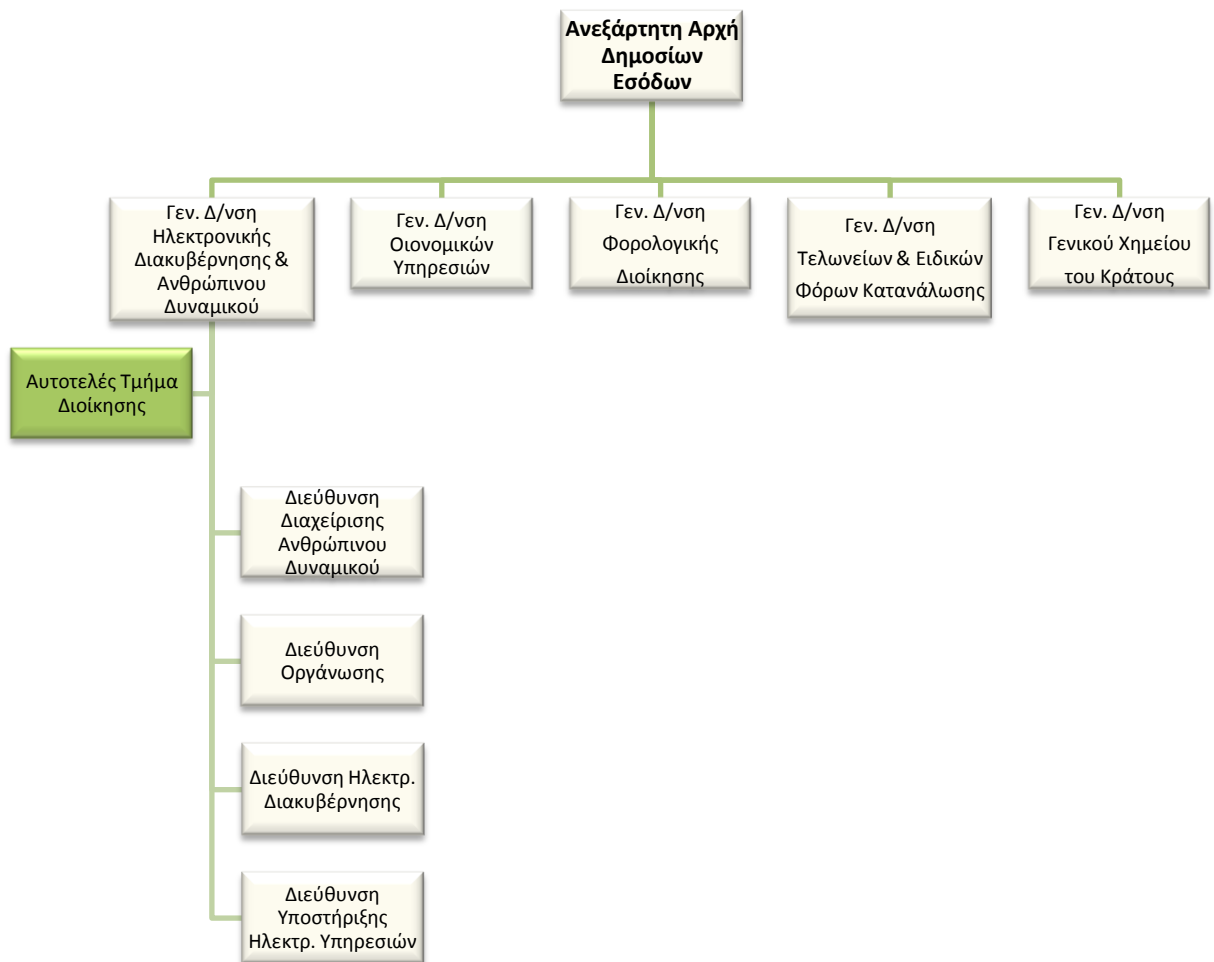 Ανεξάρτητη Αρχή
Δημοσίων
Εσόδων
Γεν. Δ/νση
Ηλεκτρονικής
Διακυβέρνησης &
Ανθρώπινου
Δυναμικού
Γεν. Δ/νση
Οιονομικών
Υπηρεσιών
Γεν. Δ/νση
Φορολογικής
Διοίκησης
Γεν. Δ/νση
Τελωνείων & Ειδικών
Φόρων Κατανάλωσης
Γεν. Δ/νση
Γενικού Χημείου
του Κράτους
Αυτοτελές Τμήμα
Διοίκησης
Διεύθυνση
Διαχείρισης
Ανθρώπινου
Δυναμικού
Διεύθυνση
Οργάνωσης
Διεύθυνση Ηλεκτρ.
Διακυβέρνησης
Διεύθυνση
Υποστήριξης
Ηλεκτρ. Υπηρεσιών